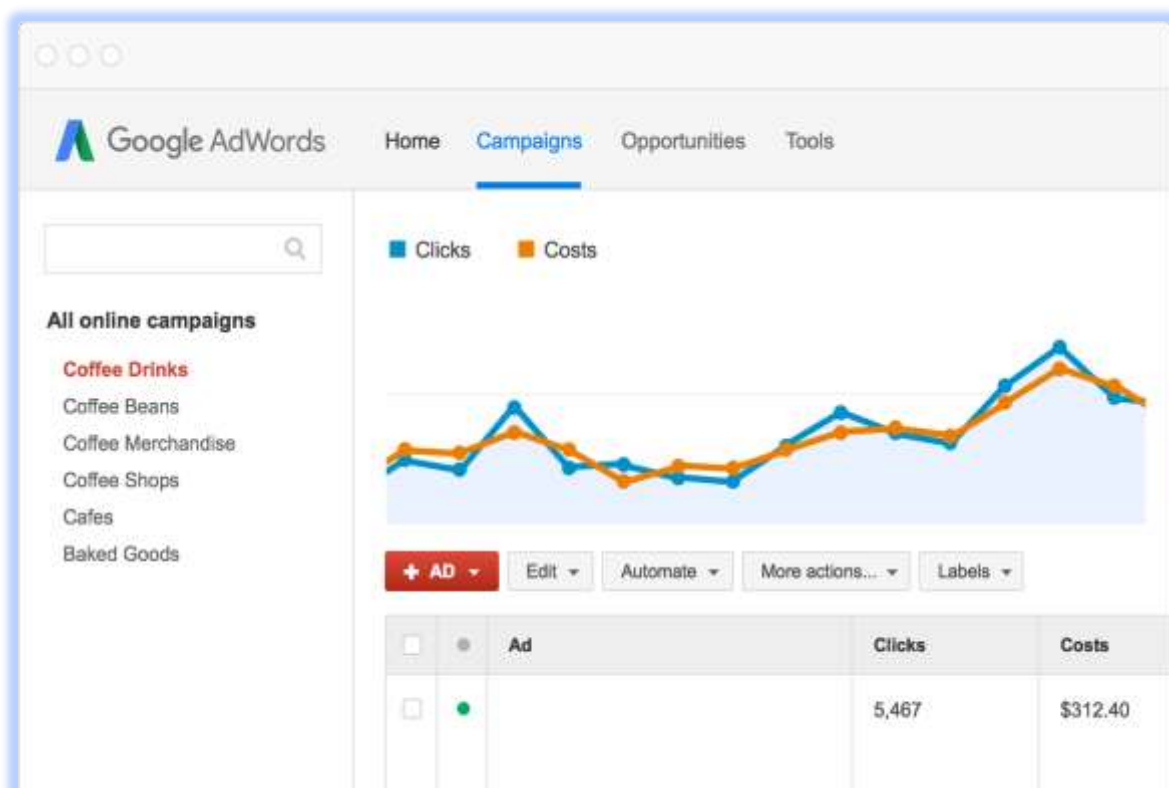 Google AdWords Home Campaigns Opportunities Tools
Clicks Costs
All online campaigns
Coffee Drinks
Coffee Beans
Coffee Merchandise
Coffee Shops
Cafes
Baked Goods
+ AD Edit Automate More actions... Labels
Ad Clicks Costs
5,467 $312.40